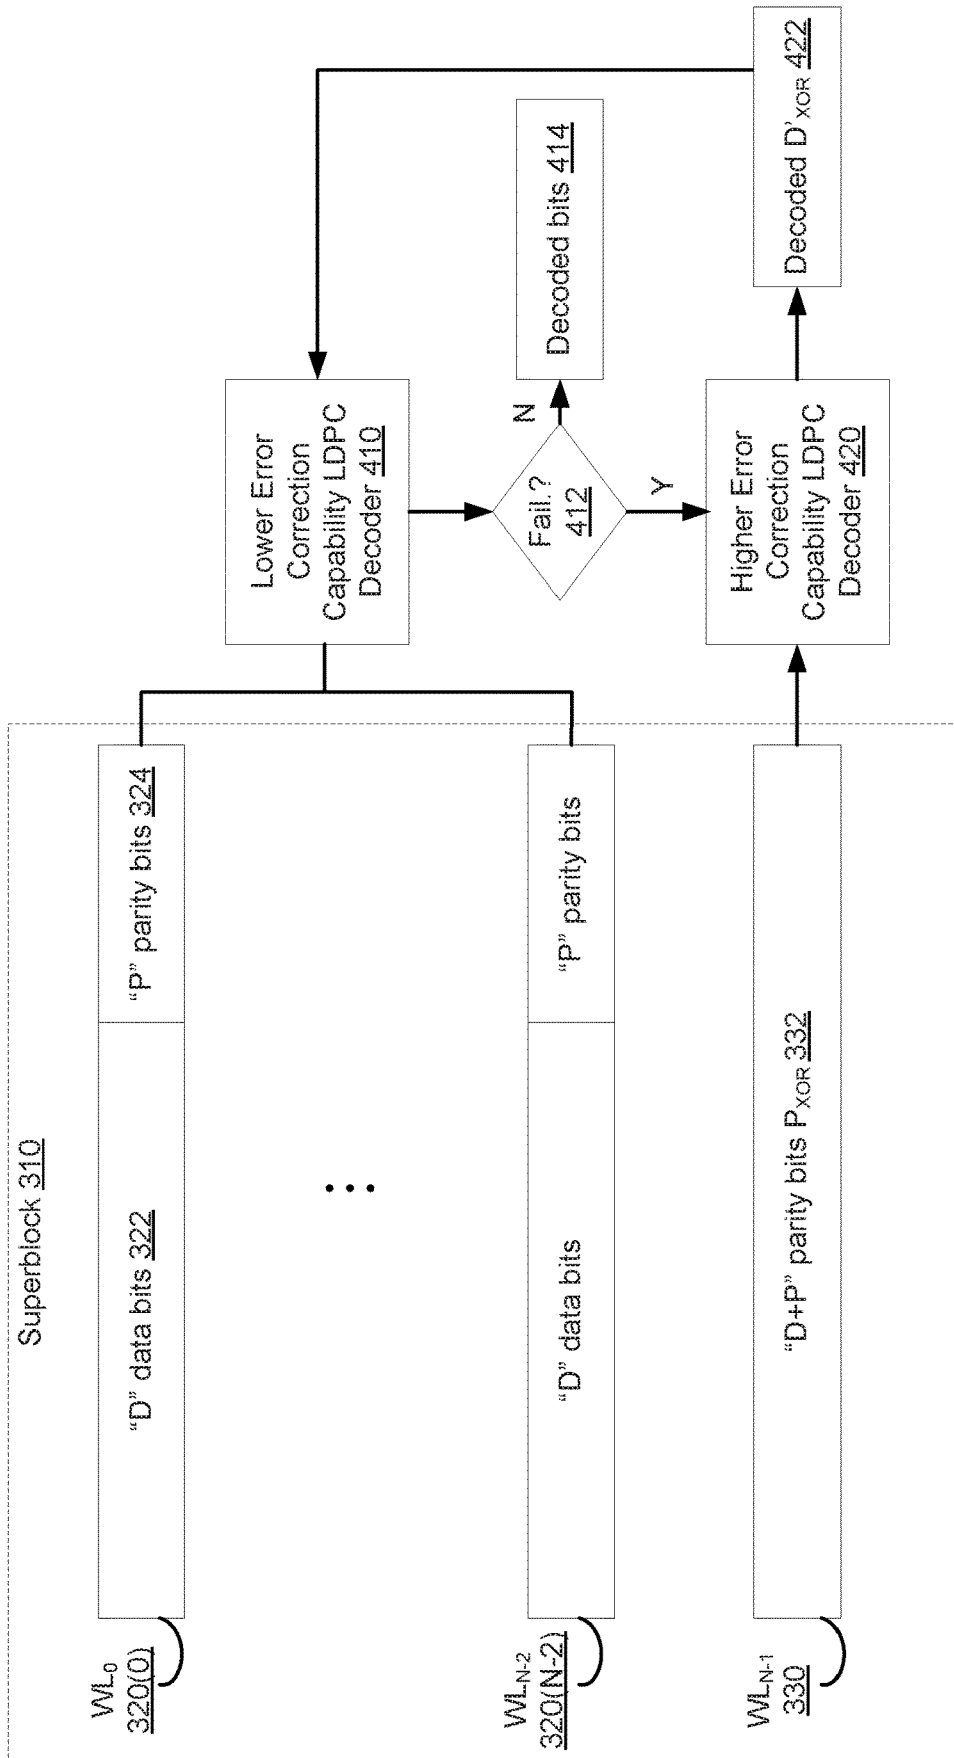 Superblock 310
WL0
320(0)
"D" data bits 322
"P" parity bits 324
WLN-2
320(N-2)
"D" data bits
"P" parity bits
WLN-1
330
"D+P" parity bits PXOR 332
Lower Error
Correction
Capability LDPC
Decoder 410
Fail.?
412
N
Y
Decoded bits 414
Higher Error
Correction
Capability LDPC
Decoder 420
Decoded D'XOR 422